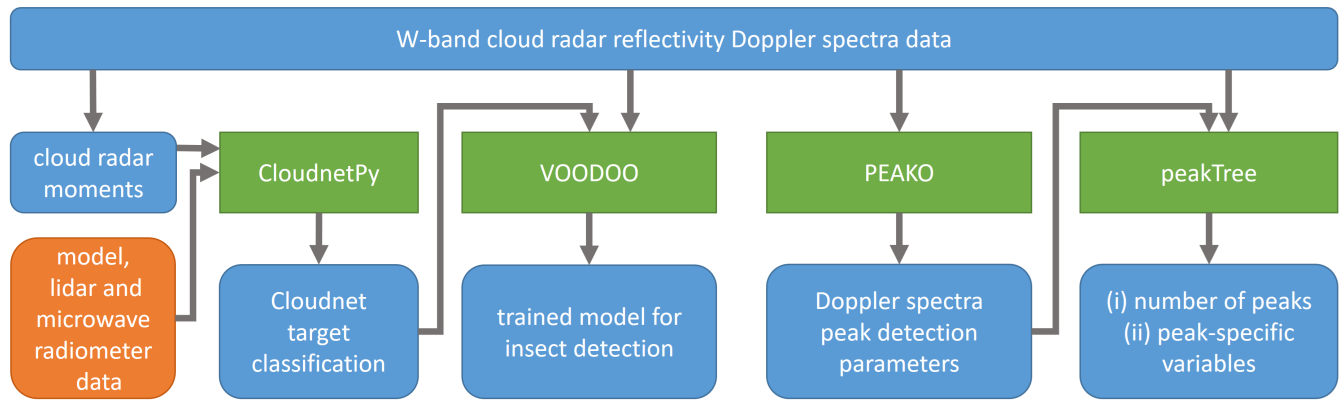 W-band cloud radar reflectivity Doppler spectra data
cloud radar
moments
CloudnetPy
VOODOO
PEAKO
peakTree
model,
lidar and
microwave
radiometer
data
Cloudnet
target
classification
trained model for
insect detection
Doppler spectra
peak detection
parameters
(i) number of peaks
(ii) peak-specific
variables